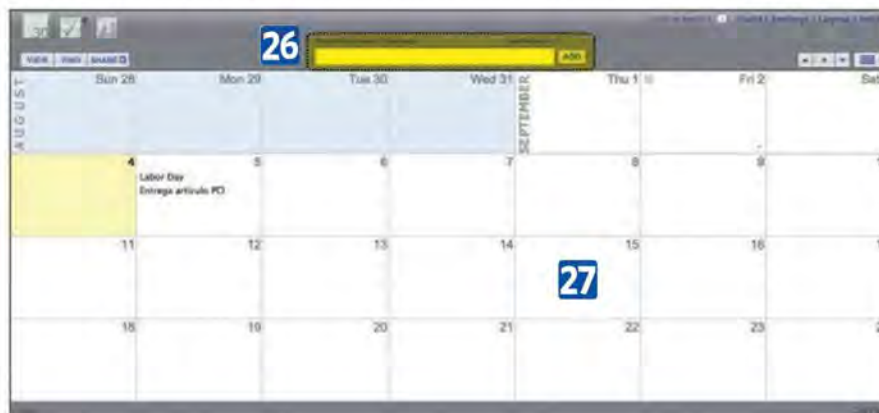 30
26
ADD
Sun 28 Mon 29 Tue 30 Wed 31 Thu 1 Fri 2 Sat
AUGUST
SEPTEMBER
4 5 6 7 8 9
Labor Day
Entrega artículo PCI
11 12 13 14 15 16
27
18 19 20 21 22 23